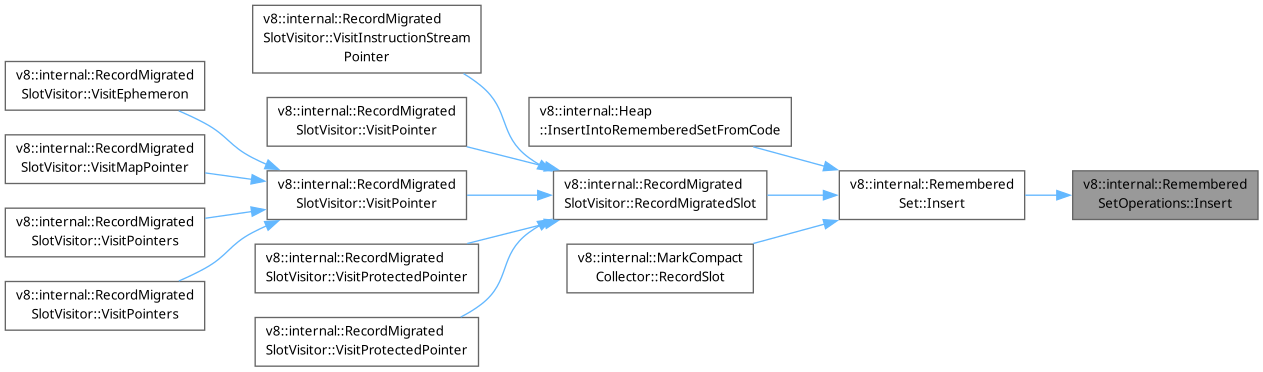 v8::internal::RecordMigrated
SlotVisitor::VisitInstructionStream
Pointer
v8::internal::RecordMigrated
SlotVisitor::VisitEphemeron
v8::internal::RecordMigrated
SlotVisitor::VisitPointer
v8::internal::Heap
::InsertIntoRememberedSetFromCode
v8::internal::RecordMigrated
SlotVisitor::VisitMapPointer
v8::internal::RecordMigrated
SlotVisitor::VisitPointer
v8::internal::RecordMigrated
SlotVisitor::RecordMigratedSlot
v8::internal::Remembered
Set::Insert
v8::internal::Remembered
SetOperations::Insert
v8::internal::RecordMigrated
SlotVisitor::VisitPointers
v8::internal::RecordMigrated
SlotVisitor::VisitProtectedPointer
v8::internal::MarkCompact
Collector::RecordSlot
v8::internal::RecordMigrated
SlotVisitor::VisitPointers
v8::internal::RecordMigrated
SlotVisitor::VisitProtectedPointer